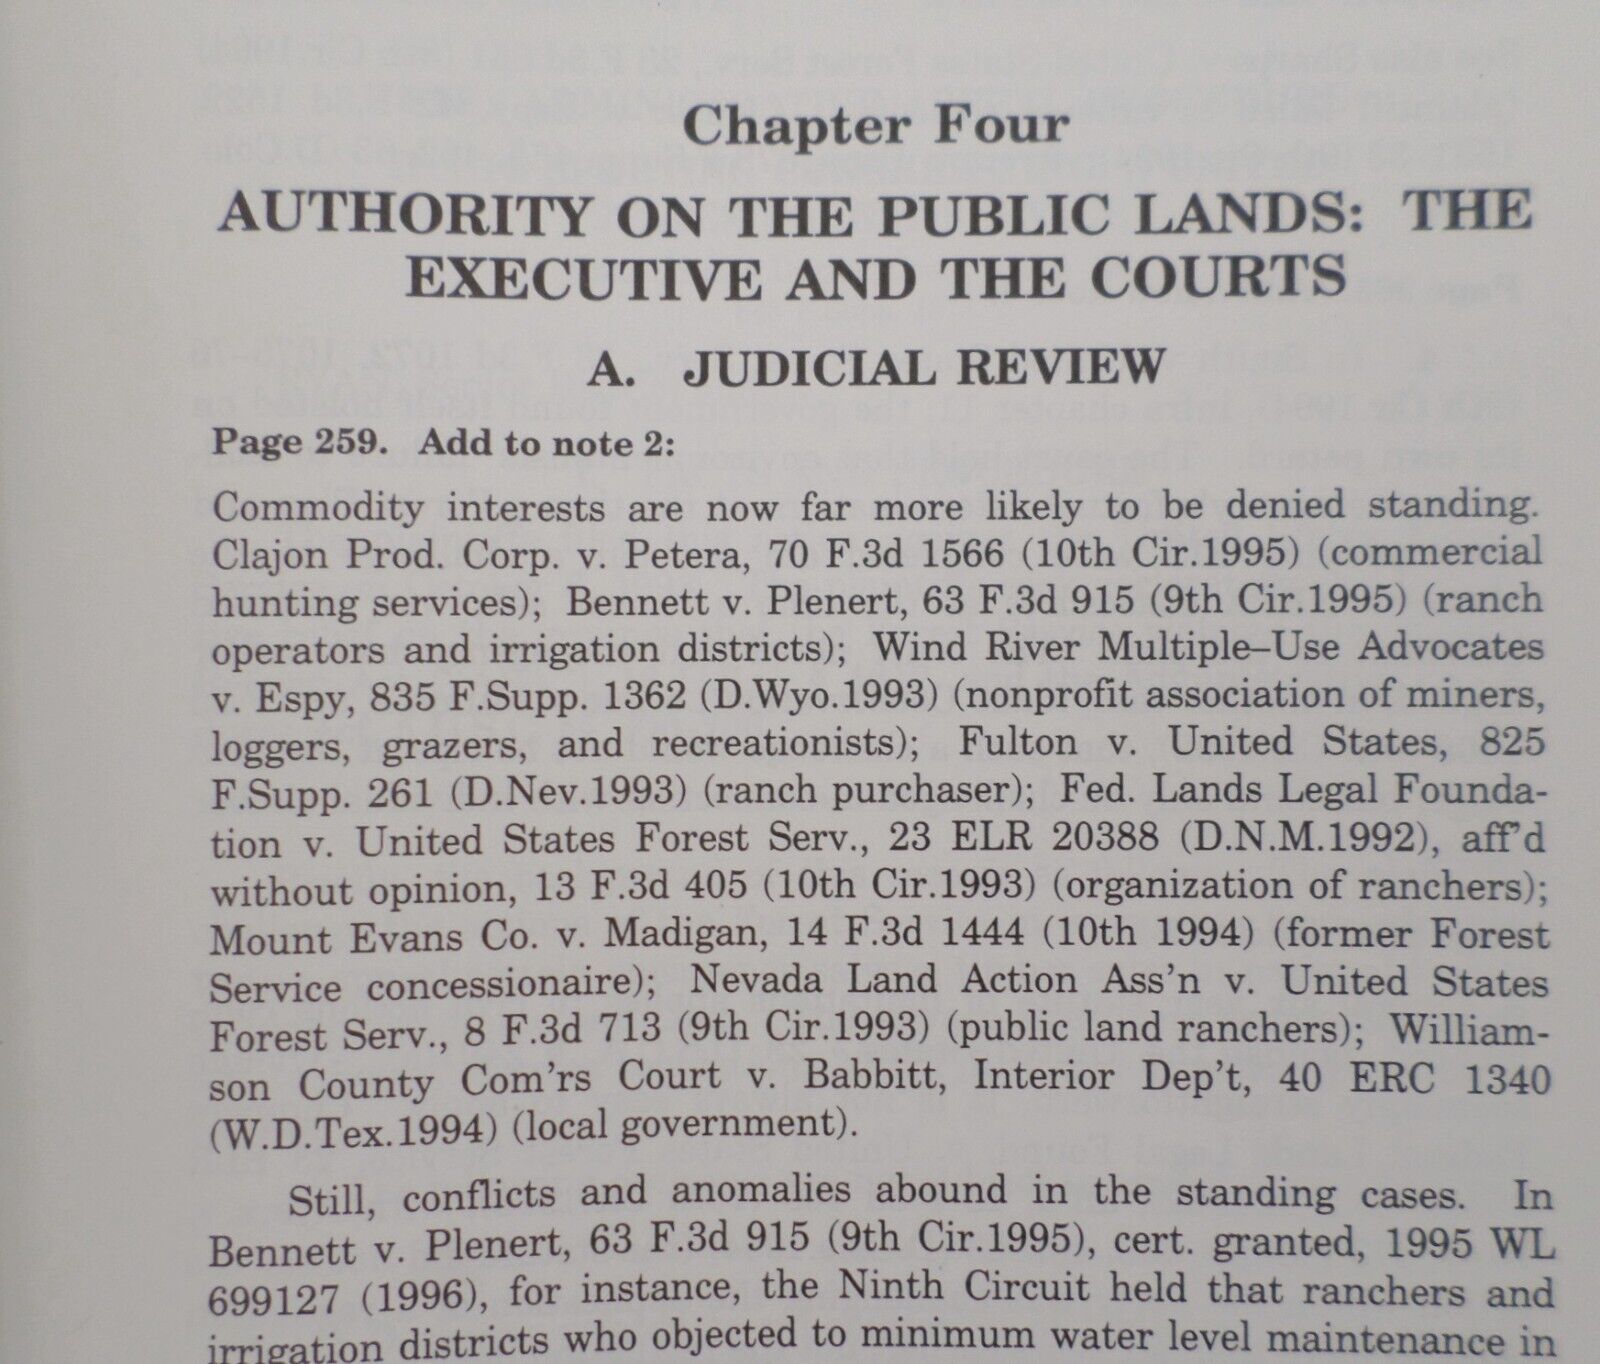 Chapter Four
AUTHORITY ON THE PUBLIC LANDS: THE
EXECUTIVE AND THE COURTS
A. JUDICIAL REVIEW
Page 259. Add to note 2:
Commodity interests are now far more likely to be denied standing.
Clajon Prod. Corp. v. Petera, 70 F.3d 1566 (10th Cir.1995) (commercial
hunting services); Bennett v. Plenert, 63 F.3d 915 (9th Cir.1995) (ranch
operators and irrigation districts); Wind River Multiple–Use Advocates
v. Espy, 835 F.Supp. 1362 (D.Wyo.1993) (nonprofit association of miners,
loggers, grazers, and recreationists); Fulton v. United States, 825
F.Supp. 261 (D.Nev.1993) (ranch purchaser); Fed. Lands Legal Founda-
tion v. United States Forest Serv., 23 ELR 20388 (D.N.M.1992), aff'd
without opinion, 13 F.3d 405 (10th Cir.1993) (organization of ranchers);
Mount Evans Co. v. Madigan, 14 F.3d 1444 (10th 1994) (former Forest
Service concessionaire); Nevada Land Action Ass'n v. United States
Forest Serv., 8 F.3d 713 (9th Cir.1993) (public land ranchers); William-
son County Com'rs Court v. Babbitt, Interior Dep't, 40 ERC 1340
(W.D.Tex.1994) (local government).
Still, conflicts and anomalies abound in the standing cases. In
Bennett v. Plenert, 63 F.3d 915 (9th Cir.1995), cert. granted, 1995 WL
699127 (1996), for instance, the Ninth Circuit held that ranchers and
irrigation districts who objected to minimum water level maintenance in